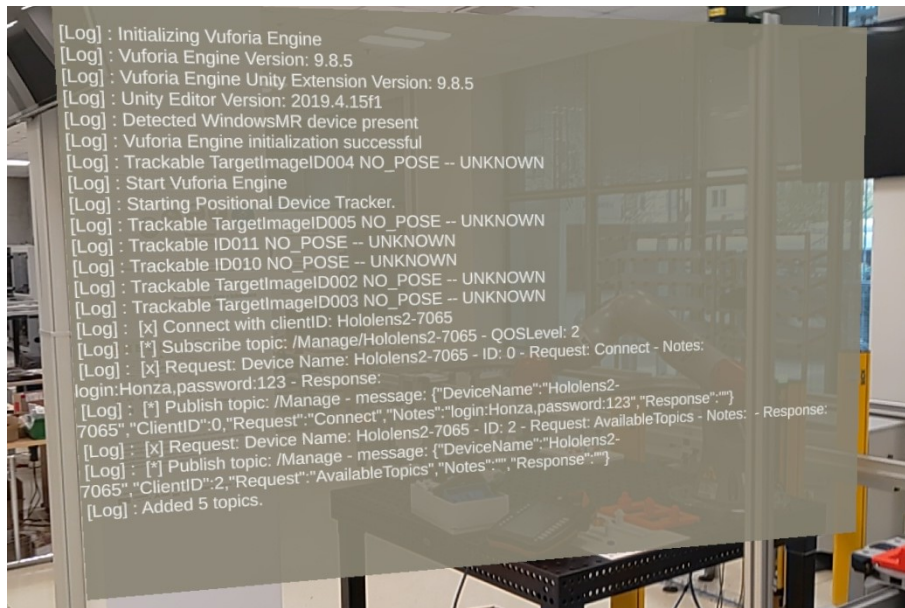 [Log] : Initializing Vuforia Engine
[Log] : Vuforia Engine Version: 9.8.5
[Log] : Vuforia Engine Unity Extension Version: 9.8.5
[Log] : Unity Editor Version: 2019.4.15f1
[Log] : Detected WindowsMR device present
[Log] : Vuforia Engine initialization successful
[Log] : Trackable TargetImageID004 NO_POSE -- UNKNOWN
[Log] : Start Vuforia Engine
[Log] : Starting Positional Device Tracker.
[Log] : Trackable TargetImageID005 NO_POSE -- UNKNOWN
[Log] : Trackable ID011 NO_POSE -- UNKNOWN
[Log] : Trackable ID010 NO_POSE -- UNKNOWN
[Log] : Trackable TargetImageID002 NO_POSE -- UNKNOWN
[Log] : Trackable TargetImageID003 NO_POSE -- UNKNOWN
[Log] : [x] Connect with clientID: Hololens2-7065
[Log] : [*] Subscribe topic: /Manage/Hololens2-7065 - QOSLevel: 2
[Log] : [x] Request: Device Name: Hololens2-7065 - ID: 0 - Request: Connect - Notes:
login:Honza,password:123 - Response:
[Log] : [*] Publish topic: /Manage - message: {"DeviceName":"Hololens2-
7065","ClientID":0,"Request":"Connect","Notes":"login:Honza,password:123","Response":""}
[Log] : [x] Request: Device Name: Hololens2-7065 - ID: 2 - Request: AvailableTopics - Notes: - Response:
[Log] : [*] Publish topic: /Manage - message: {"DeviceName":"Hololens2-
7065","ClientID":2,"Request":"AvailableTopics","Notes":"","Response":""}
[Log] : Added 5 topics.